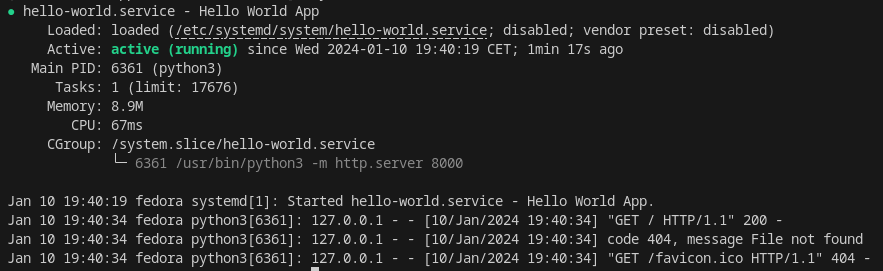 ● hello-world.service - Hello World App
Loaded: loaded (/etc/systemd/system/hello-world.service; disabled; vendor preset: disabled)
Active: active (running) since Wed 2024-01-10 19:40:19 CET; 1min 17s ago
Main PID: 6361 (python3)
Tasks: 1 (limit: 17676)
Memory: 8.9M
CPU: 67ms
CGroup: /system.slice/hello-world.service
└─ 6361 /usr/bin/python3 -m http.server 8000
Jan 10 19:40:19 fedora systemd[1]: Started hello-world.service - Hello World App.
Jan 10 19:40:34 fedora python3[6361]: 127.0.0.1 - - [10/Jan/2024 19:40:34] "GET / HTTP/1.1" 200 -
Jan 10 19:40:34 fedora python3[6361]: 127.0.0.1 - - [10/Jan/2024 19:40:34] code 404, message File not found
Jan 10 19:40:34 fedora python3[6361]: 127.0.0.1 - - [10/Jan/2024 19:40:34] "GET /favicon.ico HTTP/1.1" 404 -